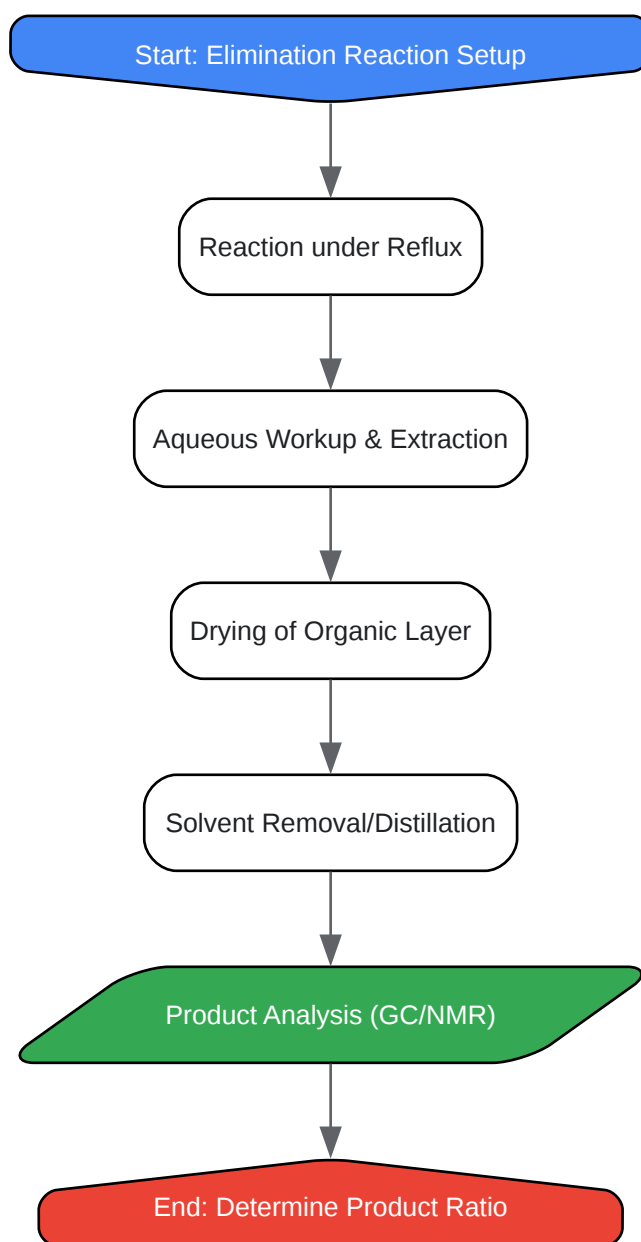 Start: Elimination Reaction Setup
Reaction under Reflux
Aqueous Workup & Extraction
Drying of Organic Layer
Solvent Removal/Distillation
Product Analysis (GC/NMR)
End: Determine Product Ratio